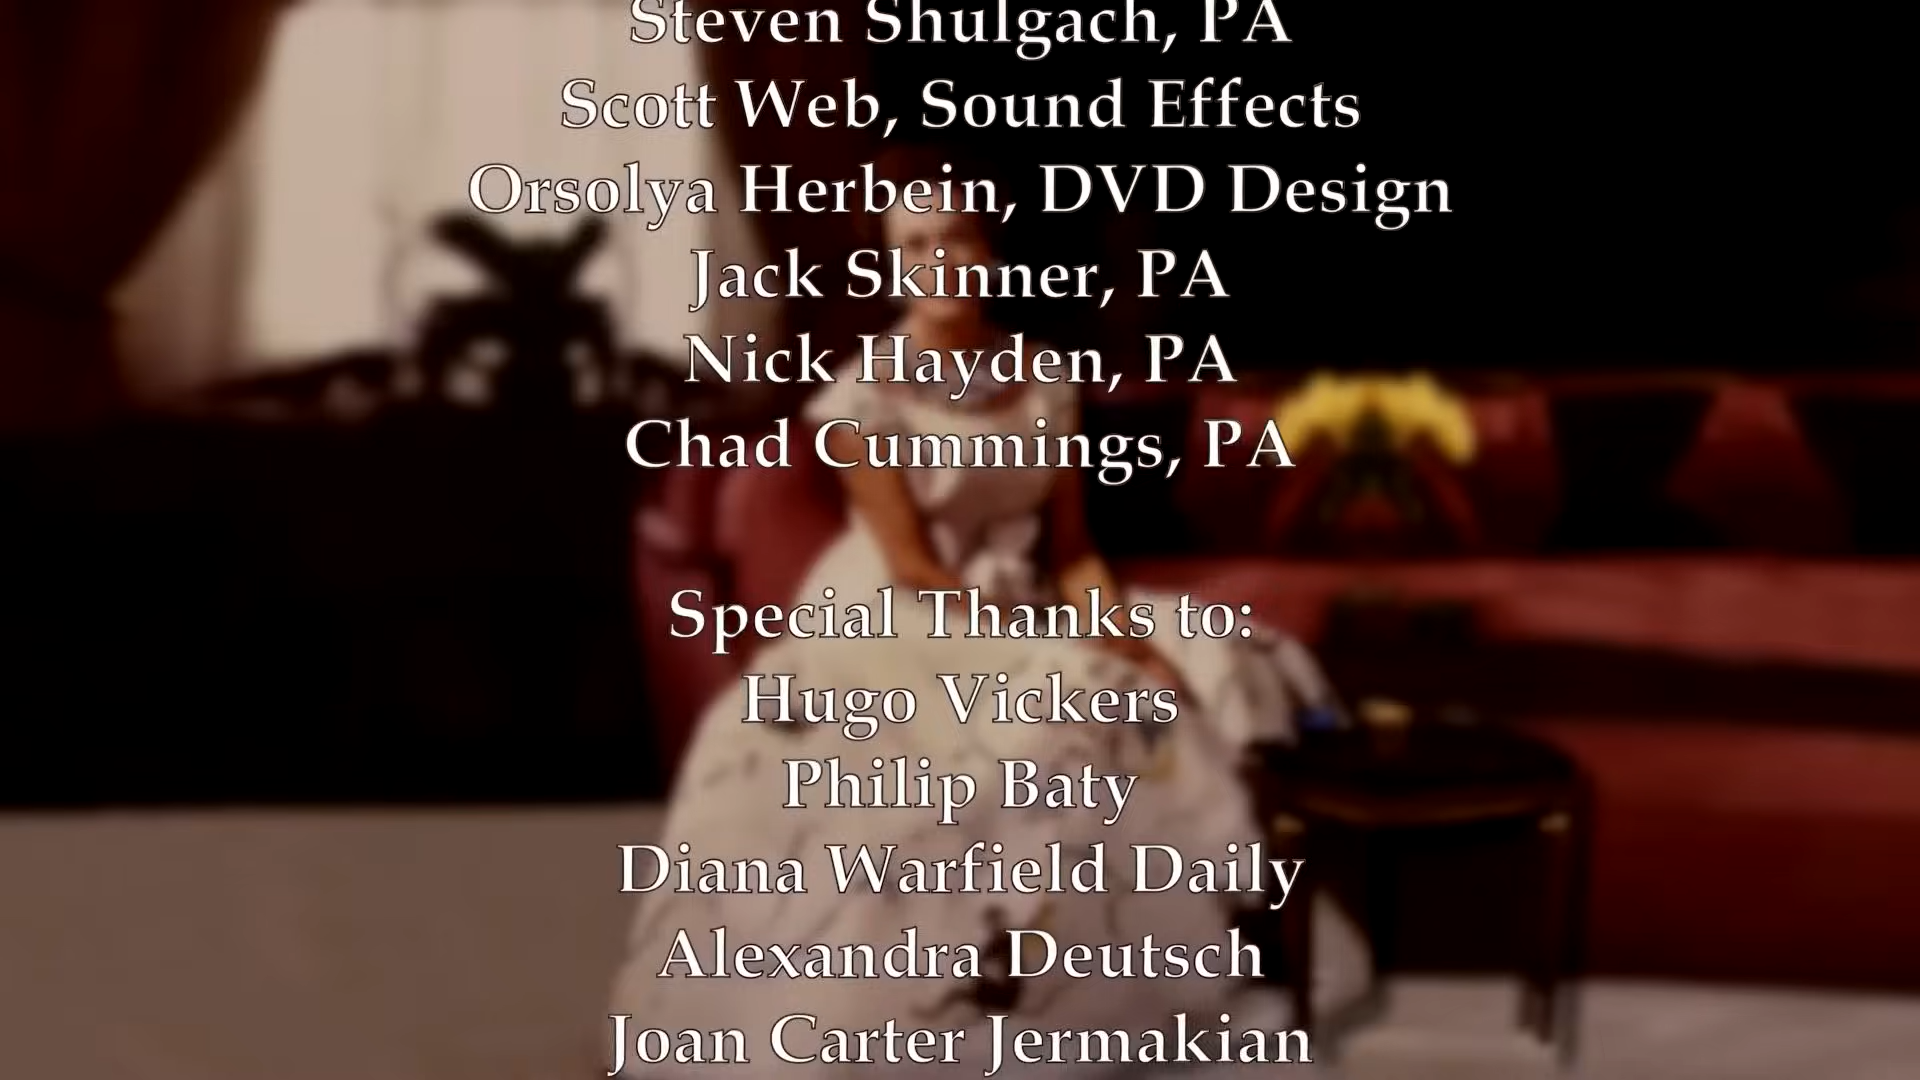 Steven Shulgach, PA
Scott Web, Sound Effects
Orsolya Herbein, DVD Design
Jack Skinner, PA
Nick Hayden, PA
Chad Cummings, PA
Special Thanks to:
Hugo Vickers
Philip Baty
Diana Warfield Daily
Alexandra Deutsch
Joan Carter Jermakian